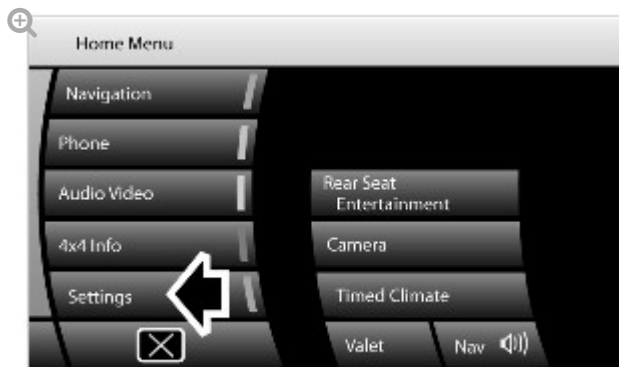 Home Menu
Navigation
Phone
Audio Video
4x4 Info
Settings
Rear Seat
Entertainment
Camera
Timed Climate
Valet
Nav